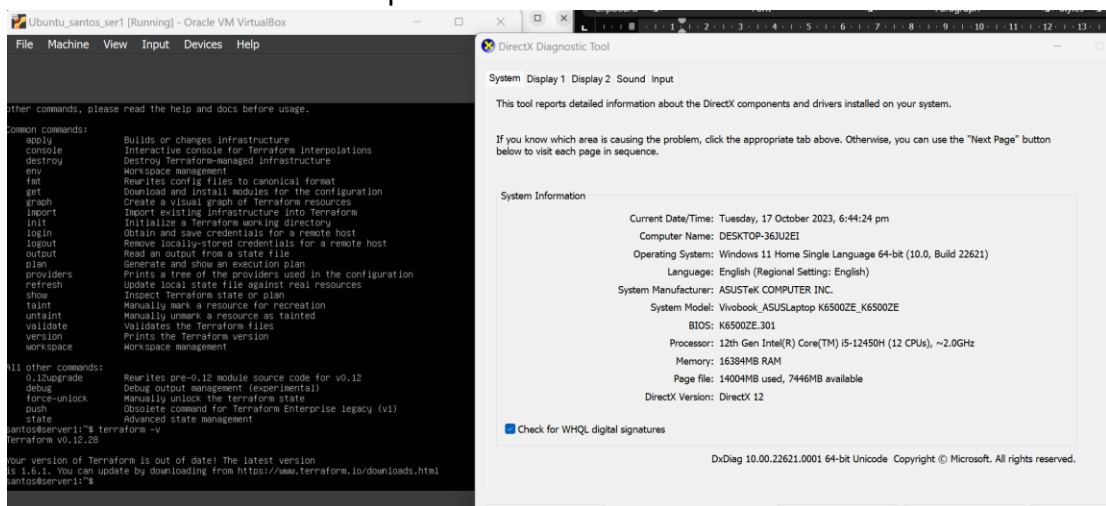 Ubuntu_santos_ser1 [Running] - Oracle VM VirtualBox
File Machine View Input Devices Help
other commands, please read the help and docs before usage.
Common commands:
apply Builds or changes infrastructure
console Interactive console for Terraform interpolations
destroy Destroy Terraform-managed infrastructure
env Workspace management
fmt Rewrites config files to canonical format
get Download and install modules for the configuration
graph Create a visual graph of Terraform resources
import Import existing infrastructure into Terraform
init Initialize a Terraform working directory
login Obtain and save credentials for a remote host
logout Remove locally-stored credentials for a remote host
output Read an output from a state file
plan Generate and show an execution plan
providers Prints a tree of the providers used in the configuration
refresh Update local state file against real resources
show Inspect Terraform state or plan
taint Manually mark a resource for recreation
untaint Manually unmark a resource as tainted
validate Validates the Terraform files
version Prints the Terraform version
workspace Workspace management
All other commands:
0.12upgrade Rewrites pre-0.12 module source code for v0.12
debug Debug output management (experimental)
force-unlock Manually unlock the terraform state
push Obsolete command for Terraform Enterprise legacy (v1)
state Advanced state management
santos@server1:~$ terraform -v
Terraform v0.12.28
Your version of Terraform is out of date! The latest version
is 1.6.1. You can update by downloading from https://www.terraform.io/downloads.html
santos@server1:~$
1 1 2 3 4 5 6 7 8 9 10 11 12 13
DirectX Diagnostic Tool
System Display 1 Display 2 Sound Input
This tool reports detailed information about the DirectX components and drivers installed on your system.
If you know which area is causing the problem, click the appropriate tab above. Otherwise, you can use the "Next Page" button
below to visit each page in sequence.
System Information
Current Date/Time: Tuesday, 17 October 2023, 6:44:24 pm
Computer Name: DESKTOP-36JU2EI
Operating System: Windows 11 Home Single Language 64-bit (10.0, Build 22621)
Language: English (Regional Setting: English)
System Manufacturer: ASUSTeK COMPUTER INC.
System Model: Vivobook_ASUSLaptop K6500ZE_K6500ZE
BIOS: K6500ZE.301
Processor: 12th Gen Intel(R) Core(TM) i5-12450H (12 CPUs), ~2.0GHz
Memory: 16384MB RAM
Page file: 14004MB used, 7446MB available
DirectX Version: DirectX 12
Check for WHQL digital signatures
DxDiag 10.00.22621.0001 64-bit Unicode Copyright © Microsoft. All rights reserved.